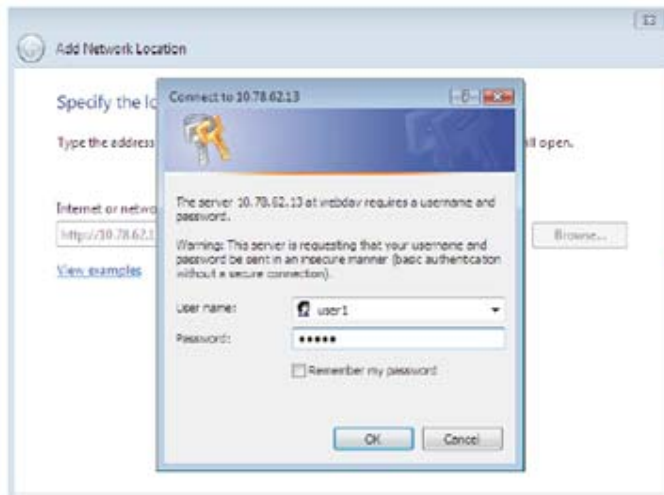 Add Network Location
Specify the lo
Type the address
ll open.
Internet or netwo
http://10.78.62.1
Browse...
View examples
Connect to 10.78.62.13
The server 10.78.62.13 at webdav requires a username and
password.
Warning: This server is requesting that your username and
password be sent in an insecure manner (basic authentication
without a secure connection).
User name:
user1
Password:
•••••
Remember my password
OK
Cancel